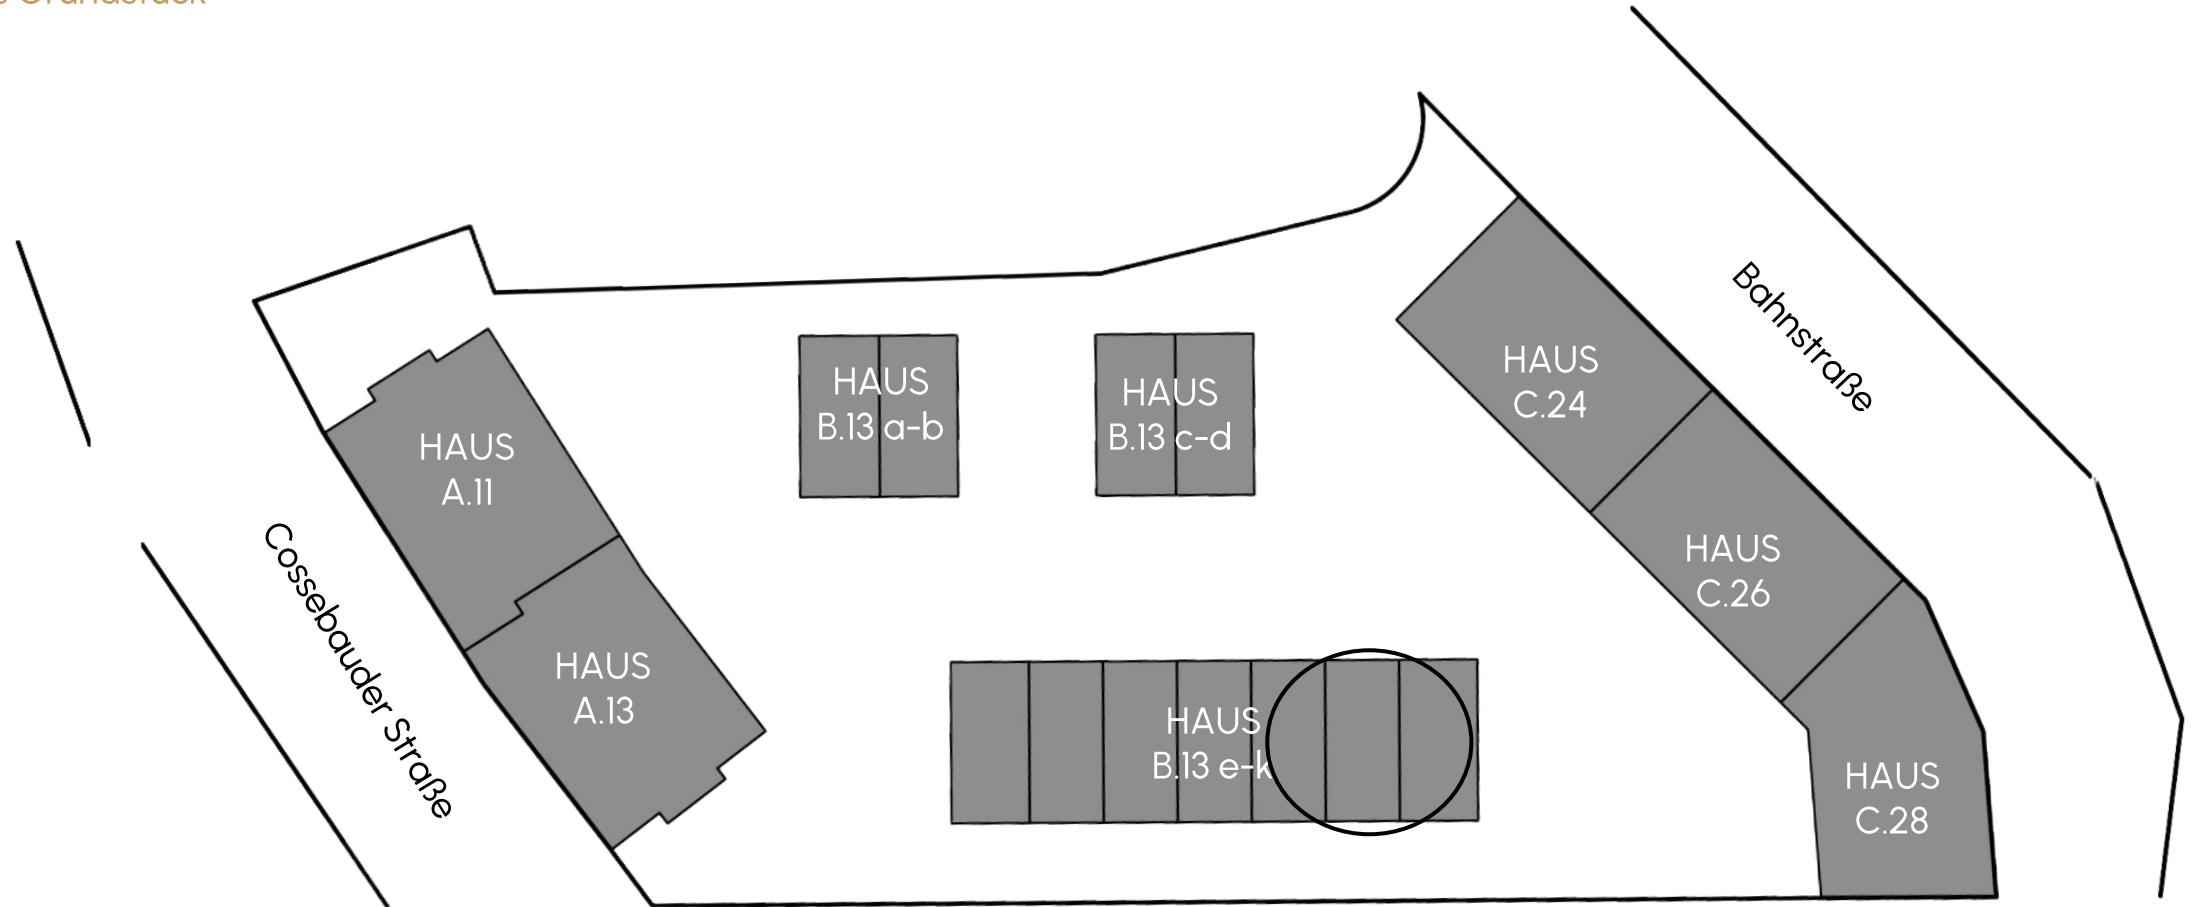 HAUS
A.11
HAUS
A.13
Cossebauder Straße
HAUS
B.13 a-b
HAUS
B.13 c-d
HAUS
B.13 e-k
HAUS
C.24
HAUS
C.26
HAUS
C.28
Bahnstraße